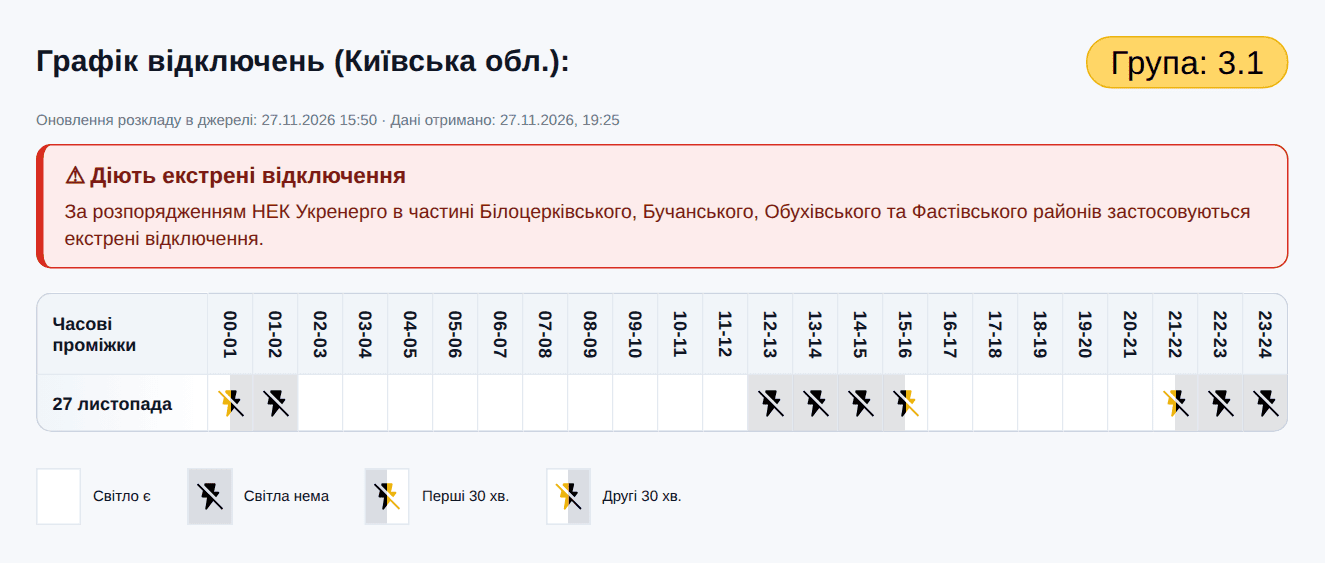 Графік відключень (Київська обл.):
Група: 3.1
Оновлення розкладу в джерелі: 27.11.2026 15:50 · Дані отримано: 27.11.2026, 19:25
⚠ Діють екстрені відключення
За розпорядженням НЕК Укренерго в частині Білоцерківського, Бучанського, Обухівського та Фастівського районів застосовуються
екстрені відключення.
Часові
проміжки
00-01 01-02 02-03 03-04 04-05 05-06 06-07 07-08 08-09 09-10 10-11 11-12 12-13 13-14 14-15 15-16 16-17 17-18 18-19 19-20 20-21 21-22 22-23 23-24
27 листопада
Світло є
Світла нема
Перші 30 хв.
Другі 30 хв.